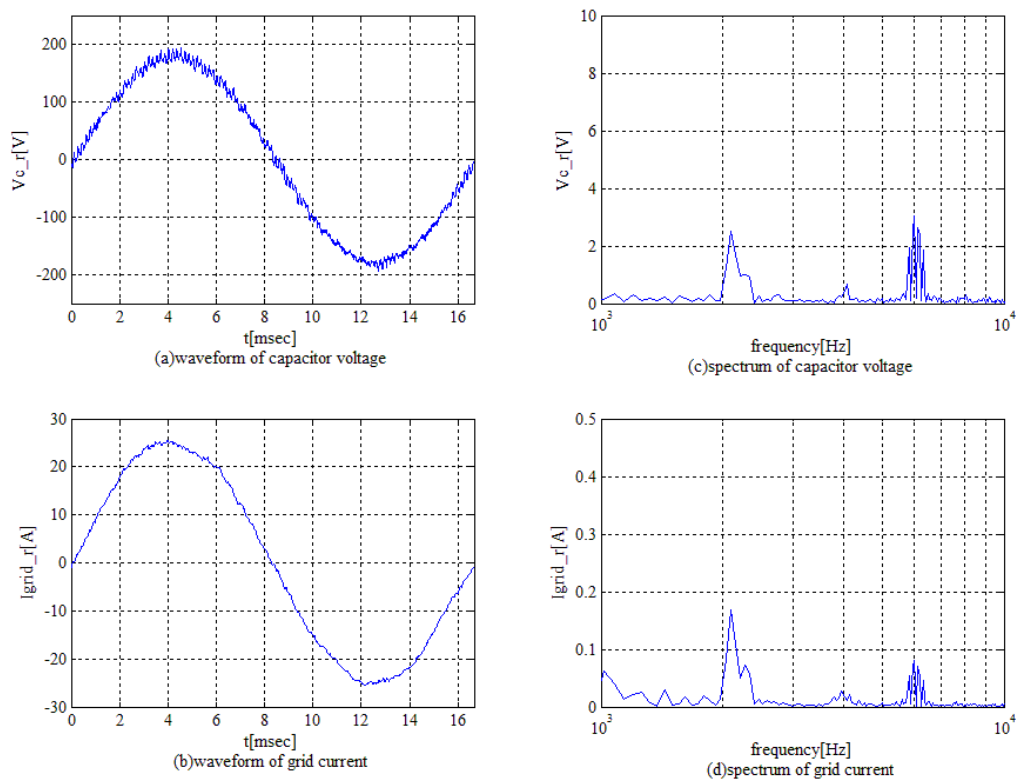 200
100
0
-100
-200
Vc_r[V]
0 2 4 6 8 10 12 14 16
t[msec]
(a)waveform of capacitor voltage
10
8
6
4
2
0
Vc_r[V]
10^3 10^4
frequency[Hz]
(c)spectrum of capacitor voltage
30
20
10
0
-10
-20
-30
Igrid_r[A]
0 2 4 6 8 10 12 14 16
t[msec]
(b)waveform of grid current
0.5
0.4
0.3
0.2
0.1
0
Igrid_r[A]
10^3 10^4
frequency[Hz]
(d)spectrum of grid current